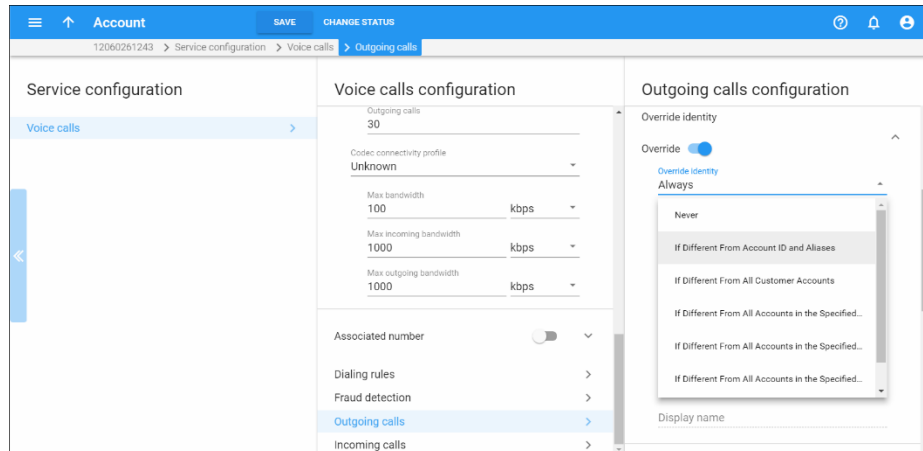 Account
SAVE
CHANGE STATUS
12060261243 > Service configuration > Voice calls > Outgoing calls
Service configuration
Voice calls
Voice calls configuration
Outgoing calls
30
Codec connectivity profile
Unknown
Max bandwidth
100 kbps
Max incoming bandwidth
1000 kbps
Max outgoing bandwidth
1000 kbps
Associated number
Dialing rules
Fraud detection
Outgoing calls
Incoming calls
Outgoing calls configuration
Override identity
Override
Override identity
Always
Never
If Different From Account ID and Aliases
If Different From All Customer Accounts
If Different From All Accounts in the Specified...
If Different From All Accounts in the Specified...
If Different From All Accounts in the Specified...
Display name